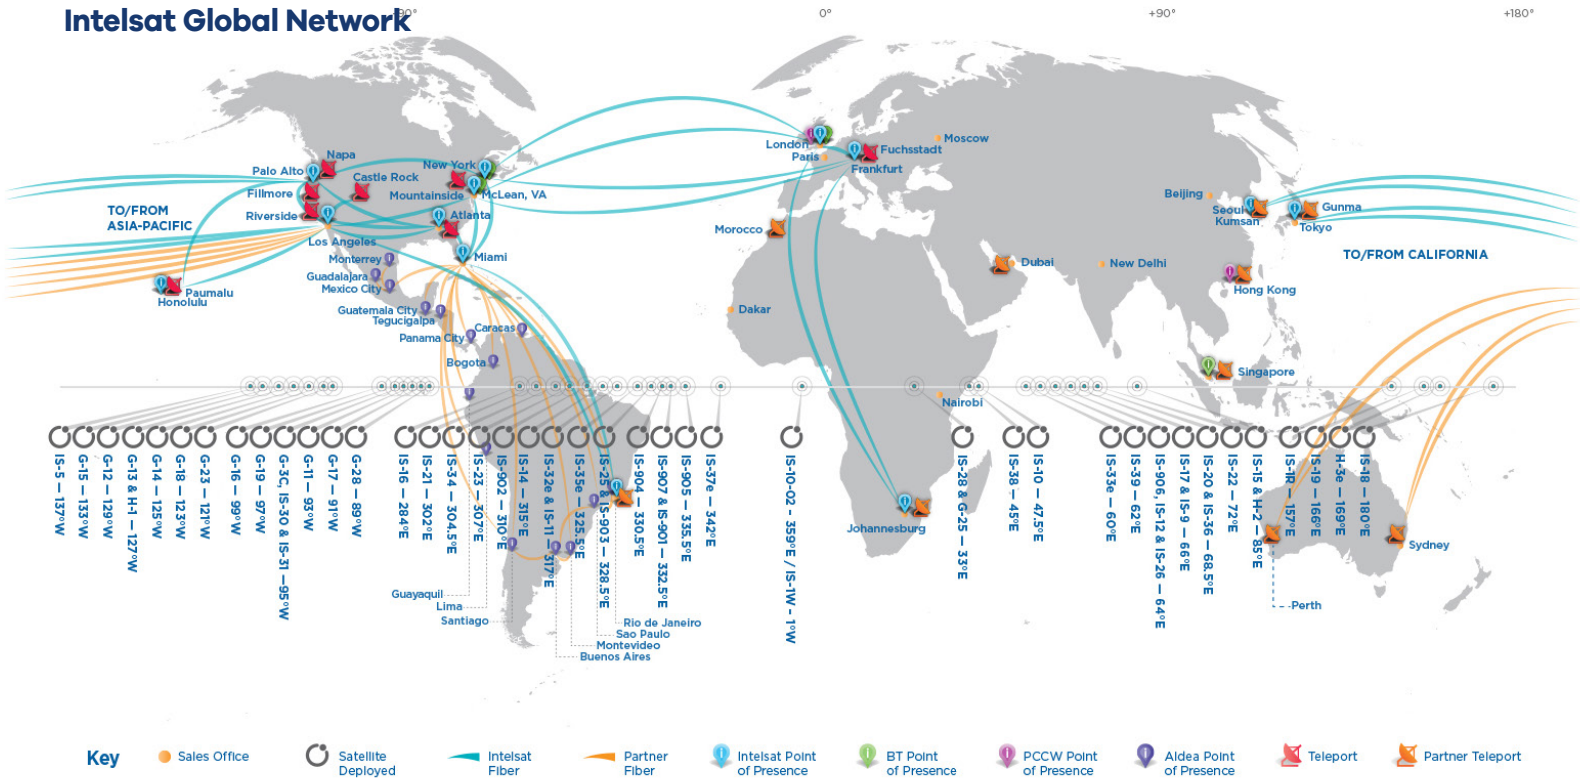 Intelsat Global Network
-90°
0°
+90°
+180°
Napa
Palo Alto
Castle Rock
New York
Fillmore
Mountainside
McLean, VA
Riverside
Atlanta
TO/FROM
ASIA-PACIFIC
Los Angeles
Miami
Monterrey
Guadalajara
Mexico City
Paumalu
Honolulu
Guatemala City
Tegucigalpa
Caracas
Panama City
Bogota
London
Paris
Fuchsstadt
Frankfurt
Moscow
Morocco
Dubai
New Delhi
Dakar
Nairobi
Johannesburg
Beijing
Seoul
Kumsan
Gunma
Tokyo
TO/FROM CALIFORNIA
Hong Kong
Singapore
Sydney
Perth
IS-5 — 137°W
G-15 — 133°W
G-12 — 129°W
G-13 & H-1 — 127°W
G-14 — 125°W
G-18 — 123°W
G-23 — 121°W
G-16 — 99°W
G-19 — 97°W
G-3C, IS-30 & IS-31 —95°W
G-11 — 93°W
G-17 — 91°W
G-28 — 89°W
IS-16 — 284°E
IS-21 — 302°E
IS-34 — 304.5°E
IS-23 — 307°E
IS-902 — 310°E
IS-14 — 315°E
IS-32e & IS-11 — 317°E
IS-35e — 325.5°E
IS-25 & IS-903 — 328.5°E
IS-904 — 330.5°E
IS-907 & IS-901 — 332.5°E
IS-905 — 335.5°E
IS-37e — 342°E
IS-10-02 - 359°E / IS-1W - 1°W
IS-28 & G-25 — 33°E
IS-38 — 45°E
IS-10 — 47.5°E
IS-33e — 60°E
IS-39 — 62°E
IS-906, IS-12 & IS-26 — 64°E
IS-17 & IS-9 — 66°E
IS-20 & IS-36 — 68.5°E
IS-22 — 72°E
IS-15 & H-2 — 85°E
IS-1R — 157°E
IS-19 — 166°E
H-3e — 169°E
IS-18 — 180°E
Guayaquil
Lima
Santiago
Rio de Janeiro
Sao Paulo
Montevideo
Buenos Aires
Key
Sales Office
Satellite
Deployed
Intelsat
Fiber
Partner
Fiber
Intelsat Point
of Presence
BT Point
of Presence
PCCW Point
of Presence
Aldea Point
of Presence
Teleport
Partner Teleport